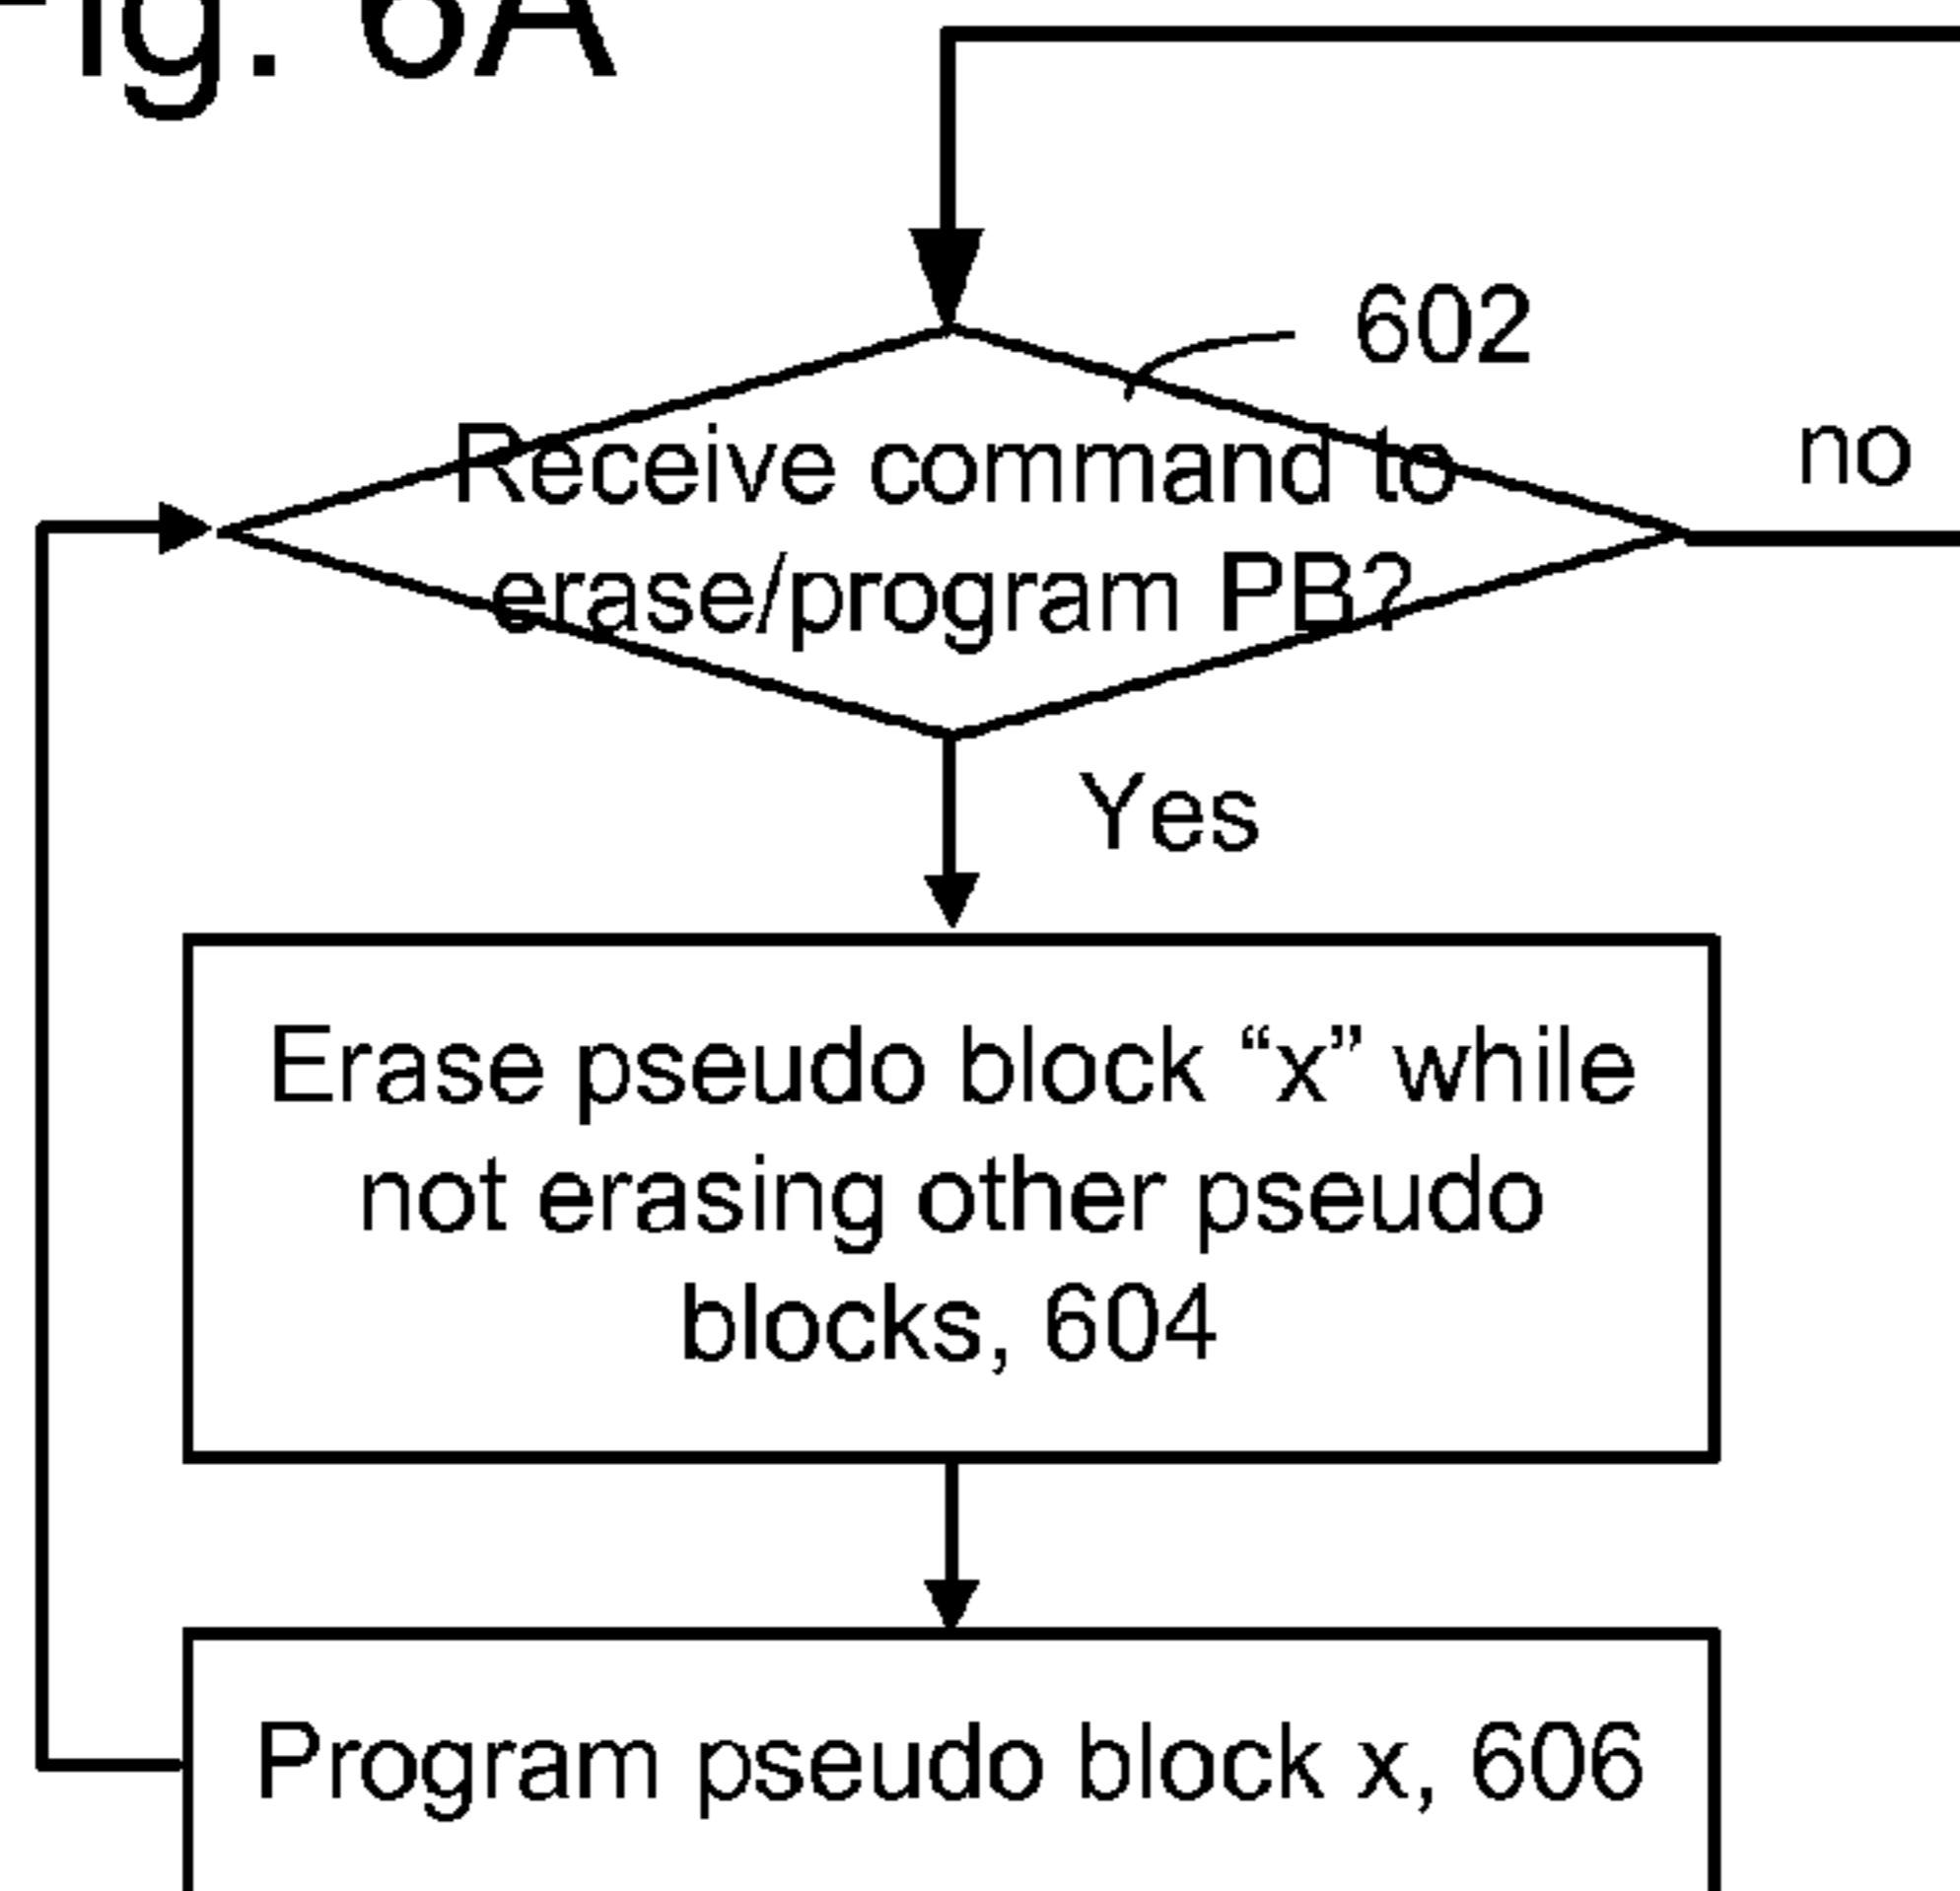 Fig. 6A
602
Receive command to
erase/program PB?
no
Yes
Erase pseudo block “x” while
not erasing other pseudo
blocks, 604
Program pseudo block x, 606